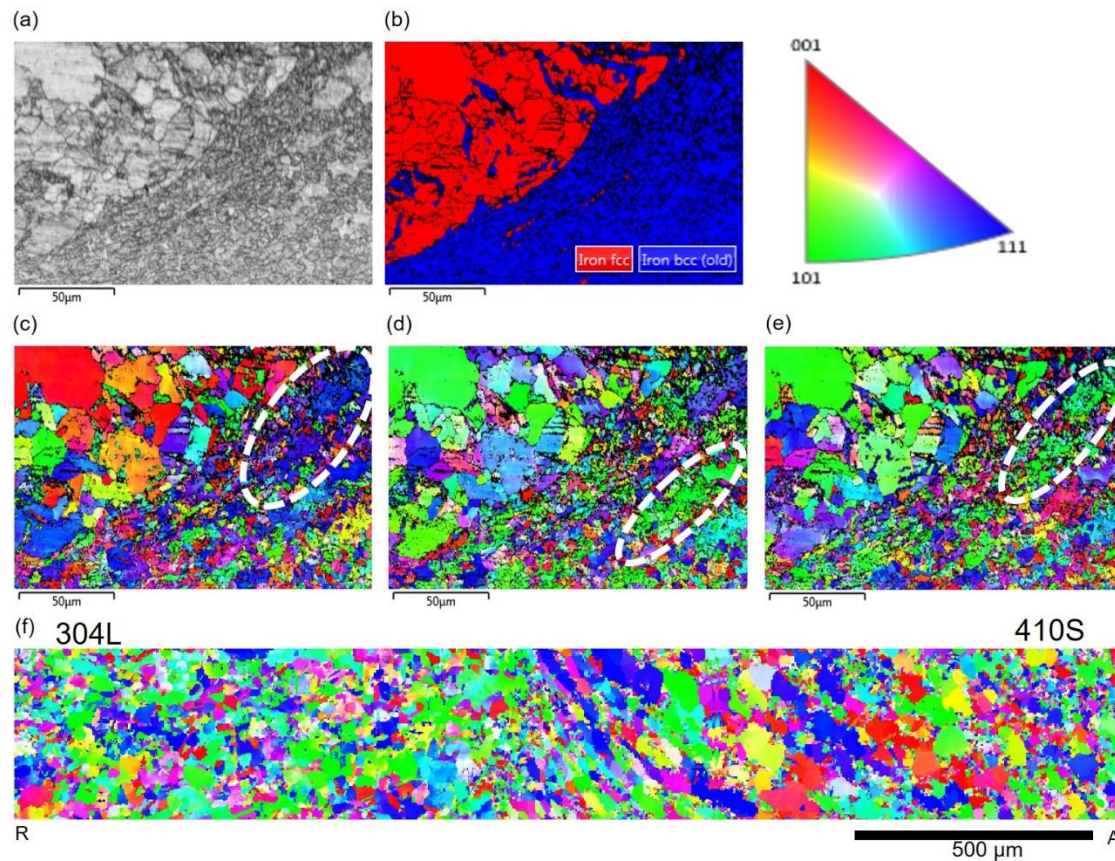 (a)
(b)
50μm
Iron fcc
Iron bcc (old)
50μm
001
101
111
(c)
(d)
(e)
50μm
50μm
50μm
(f)
304L
410S
R
A
500 μm